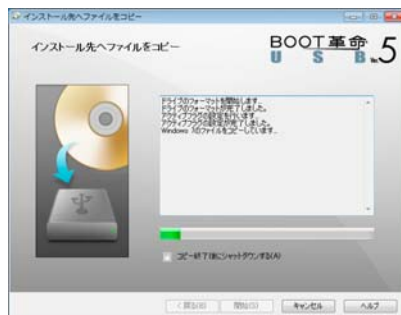 インストール先へファイルをコピー
インストール先へファイルをコピー
BOOT革命
USB Ver.5
ドライブのフォーマットを開始します。
ドライブのフォーマットが完了しました。
アクティブフラグの設定を行います。
アクティブフラグの設定が完了しました。
Windows 7のファイルをコピーしています。
コピー終了後にシャットダウンする(A)
< 戻る(B)
開始(S)
キャンセル
ヘルプ